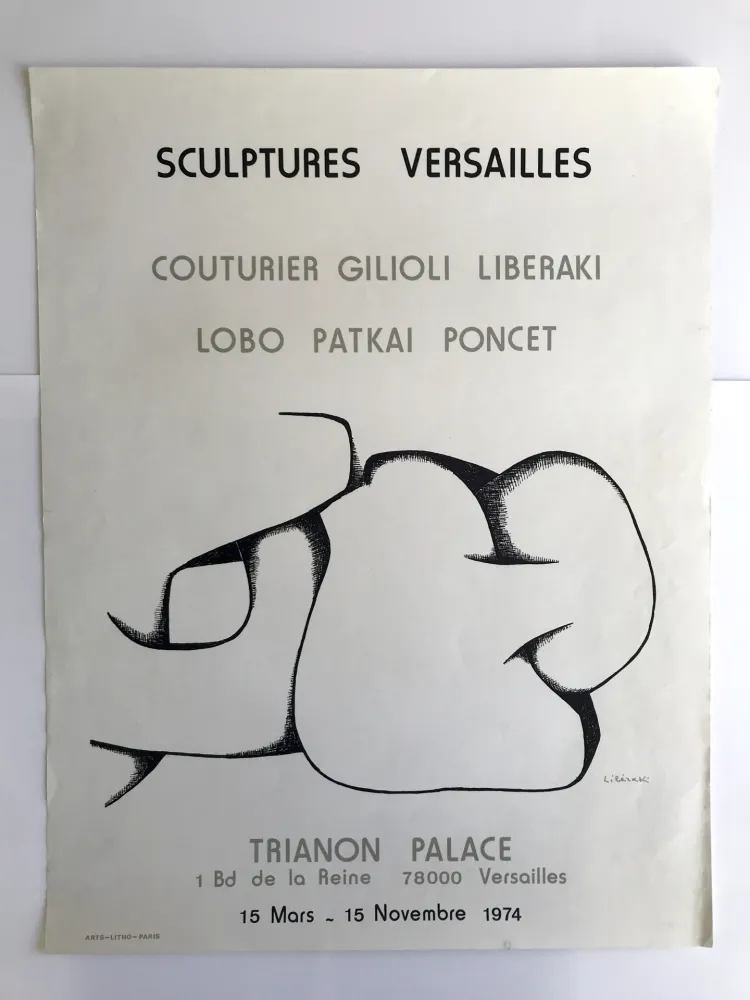 SCULPTURES VERSAILLES
COUTURIER GILIOLI LIBERAKI
LOBO PATKAI PONCET
Libéraki
TRIANON PALACE
1 Bd de la Reine 78000 Versailles
15 Mars ~ 15 Novembre 1974
ARTS-LITHO-PARIS